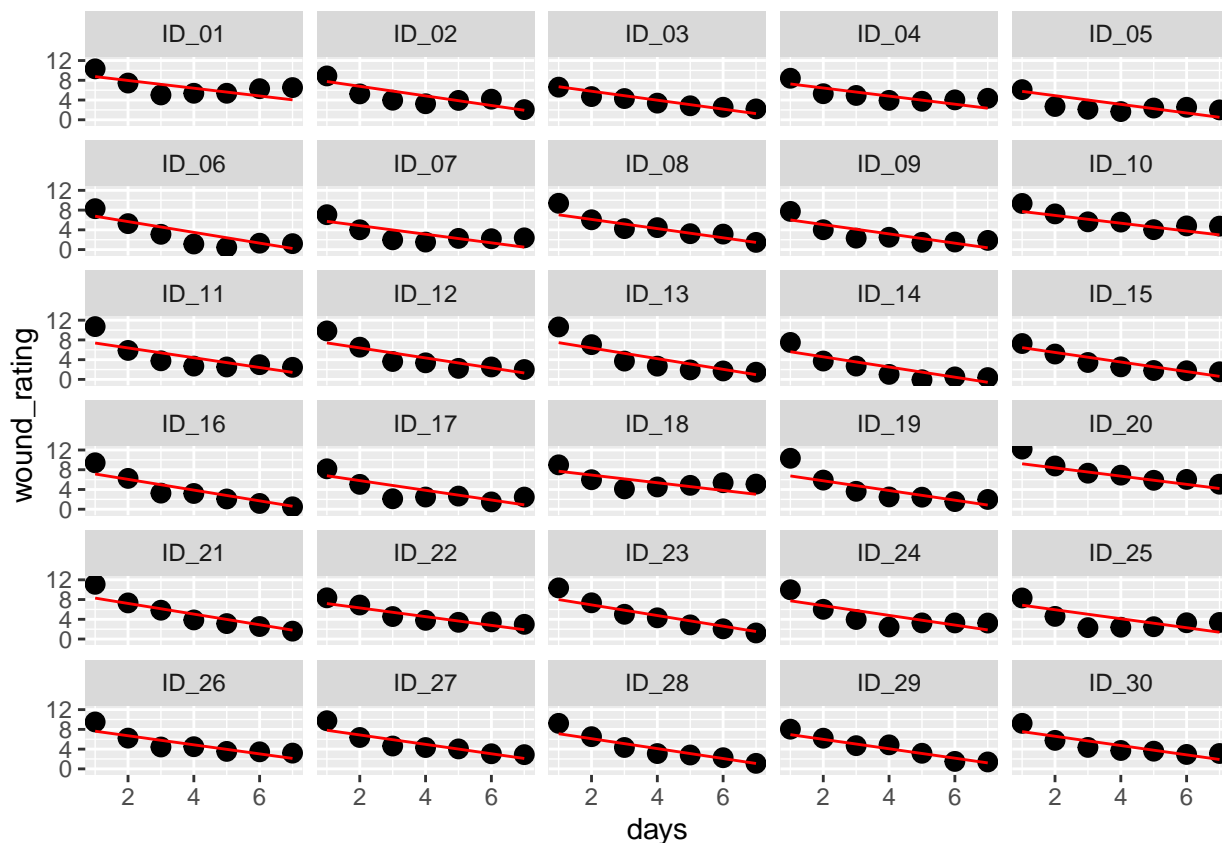 ID_01 ID_02 ID_03 ID_04 ID_05
12
8
4
0
ID_06 ID_07 ID_08 ID_09 ID_10
12
8
4
0
ID_11 ID_12 ID_13 ID_14 ID_15
12
8
4
0
ID_16 ID_17 ID_18 ID_19 ID_20
12
8
4
0
ID_21 ID_22 ID_23 ID_24 ID_25
12
8
4
0
ID_26 ID_27 ID_28 ID_29 ID_30
12
8
4
0
2 4 6 2 4 6 2 4 6 2 4 6 2 4 6
days
wound_rating